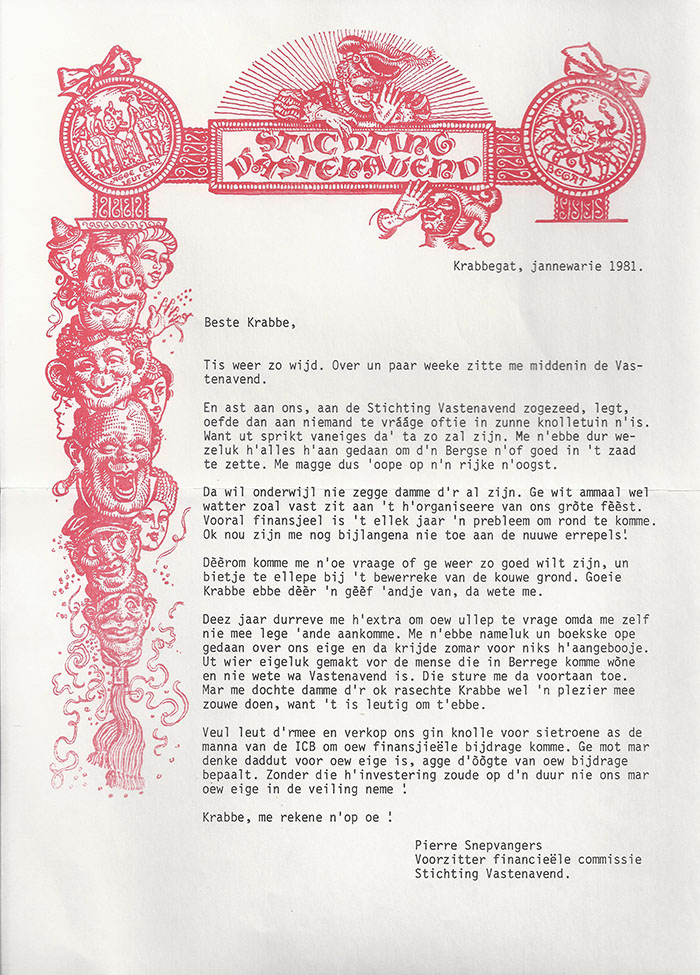 STICHTING
VASTENAVEND
AGGE MAR
LEUT ET
BEGAT
Krabbegat, jannewarie 1981.
Beste Krabbe,
Tis weer zo wijd. Over un paar weeke zitte me middenin de Vas-
tenavend.
En ast aan ons, aan de Stichting Vastenavend zogezeed, legt,
oefde dan aan niemand te vrááge oftie in zunne knolletuin n'is.
Want ut sprikt vaneiges da' ta zo zal zijn. Me n'ebbe dur we-
zeluk h'alles h'aan gedaan om d'n Bergse n'of goed in 't zaad
te zette. Me magge dus 'oope op n'n rijke n'oogst.
Da wil onderwijl nie zegge damme d'r al zijn. Ge wit ammaal wel
watter zoal vast zit aan 't h'organiseere van ons grôte fèèst.
Vooral finansjeel is 't ellek jaar 'n prebleem om rond te komme.
Ok nou zijn me nog bijlangena nie toe aan de nuuwe errepels!
Dèèrom komme me n'oe vraage of ge weer zo goed wilt zijn, un
bietje te ellepe bij 't bewerreke van de kouwe grond. Goeie
Krabbe ebbe dèèr 'n gêêf 'andje van, da wete me.
Deez jaar durreve me h'extra om oew ullep te vrage omda me zelf
nie mee lege 'ande aankomme. Me n'ebbe nameluk un boekske ope
gedaan over ons eige en da krijde zomar voor niks h'aangebooje.
Ut wier eigeluk gemakt vor de mense die in Berrege komme wône
en nie wete wa Vastenavend is. Die sture me da voortaan toe.
Mar me dochte damme d'r ok rasechte Krabbe wel 'n plezier mee
zouwe doen, want 't is leutig om t'ebbe.
Veul leut d'rmee en verkop ons gin knolle voor sietroene as de
manna van de ICB om oew finansjieële bijdrage komme. Ge mot mar
denke daddut voor oew eige is, agge d'òògte van oew bijdrage
bepaalt. Zonder die h'investering zoude op d'n duur nie ons mar
oew eige in de veiling neme !
Krabbe, me rekene n'op oe !
Pierre Snepvangers
Voorzitter financieële commissie
Stichting Vastenavend.